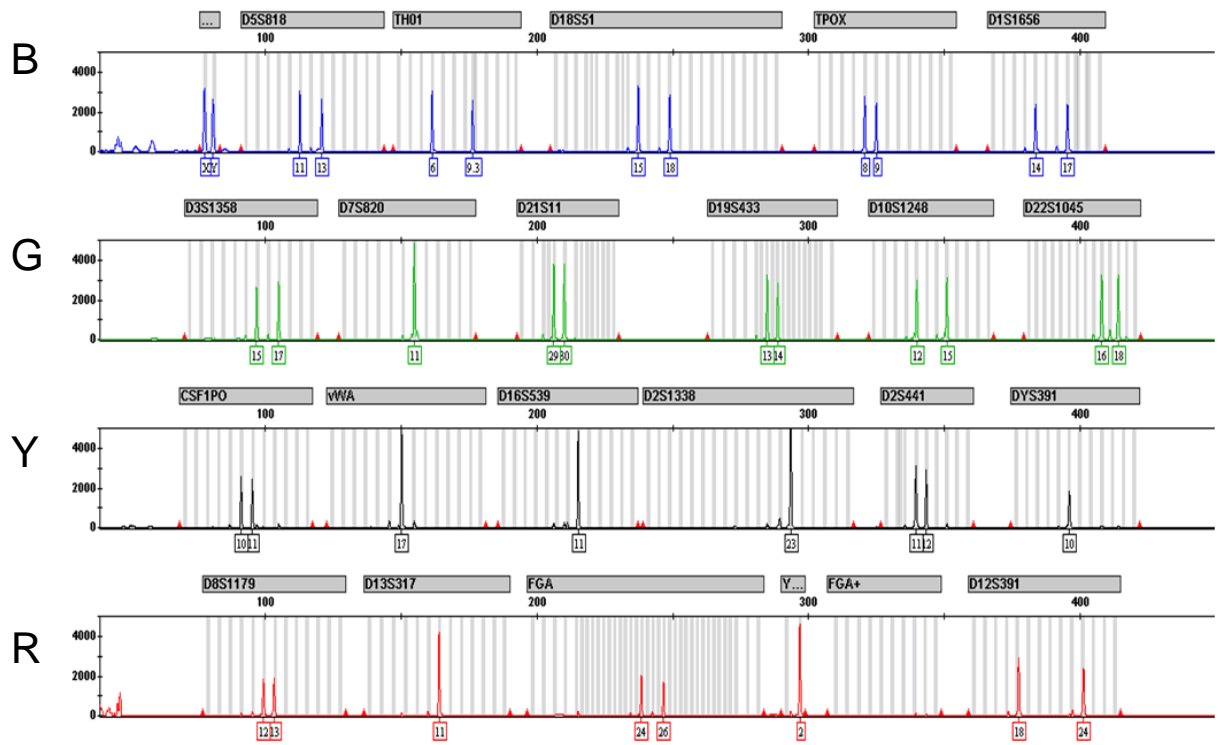 ... D5S818 TH01 D18S51 TPOX D1S1656
100 200 300 400
B
4000
2000
0
X Y 11 13 6 9.3 15 18 8 9 14 17
D3S1358 D7S820 D21S11 D19S433 D10S1248 D22S1045
100 200 300 400
G
4000
2000
0
15 17 11 29 30 13 14 12 15 16 18
CSF1PO vWA D16S539 D2S1338 D2S441 DYS391
100 200 300 400
Y
4000
2000
0
10 11 17 11 23 11 12 10
D8S1179 D13S317 FGA Y... FGA+ D12S391
100 200 300 400
R
4000
2000
0
12 13 11 24 26 2 18 24